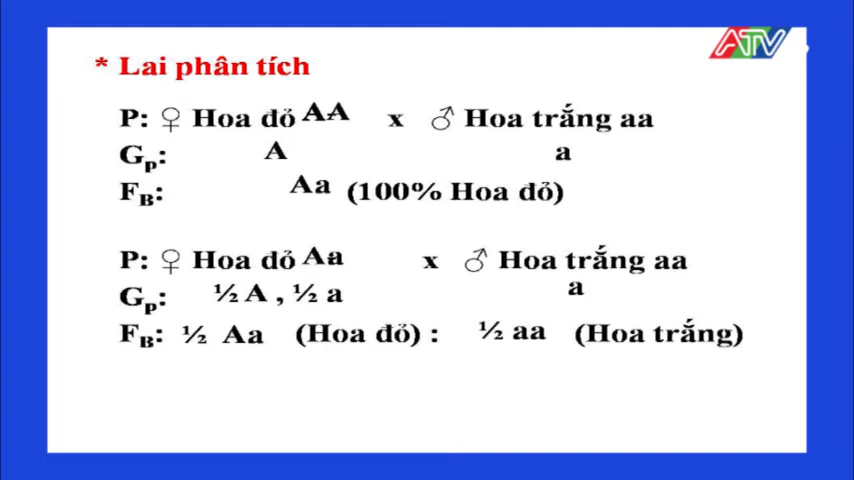 ATV
* Lai phân tích
P: ♀ Hoa đỏ AA x ♂ Hoa trắng aa
Gp: A a
FB: Aa (100% Hoa đỏ)
P: ♀ Hoa đỏ Aa x ♂ Hoa trắng aa
Gp: ½ A , ½ a a
FB: ½ Aa (Hoa đỏ) : ½ aa (Hoa trắng)